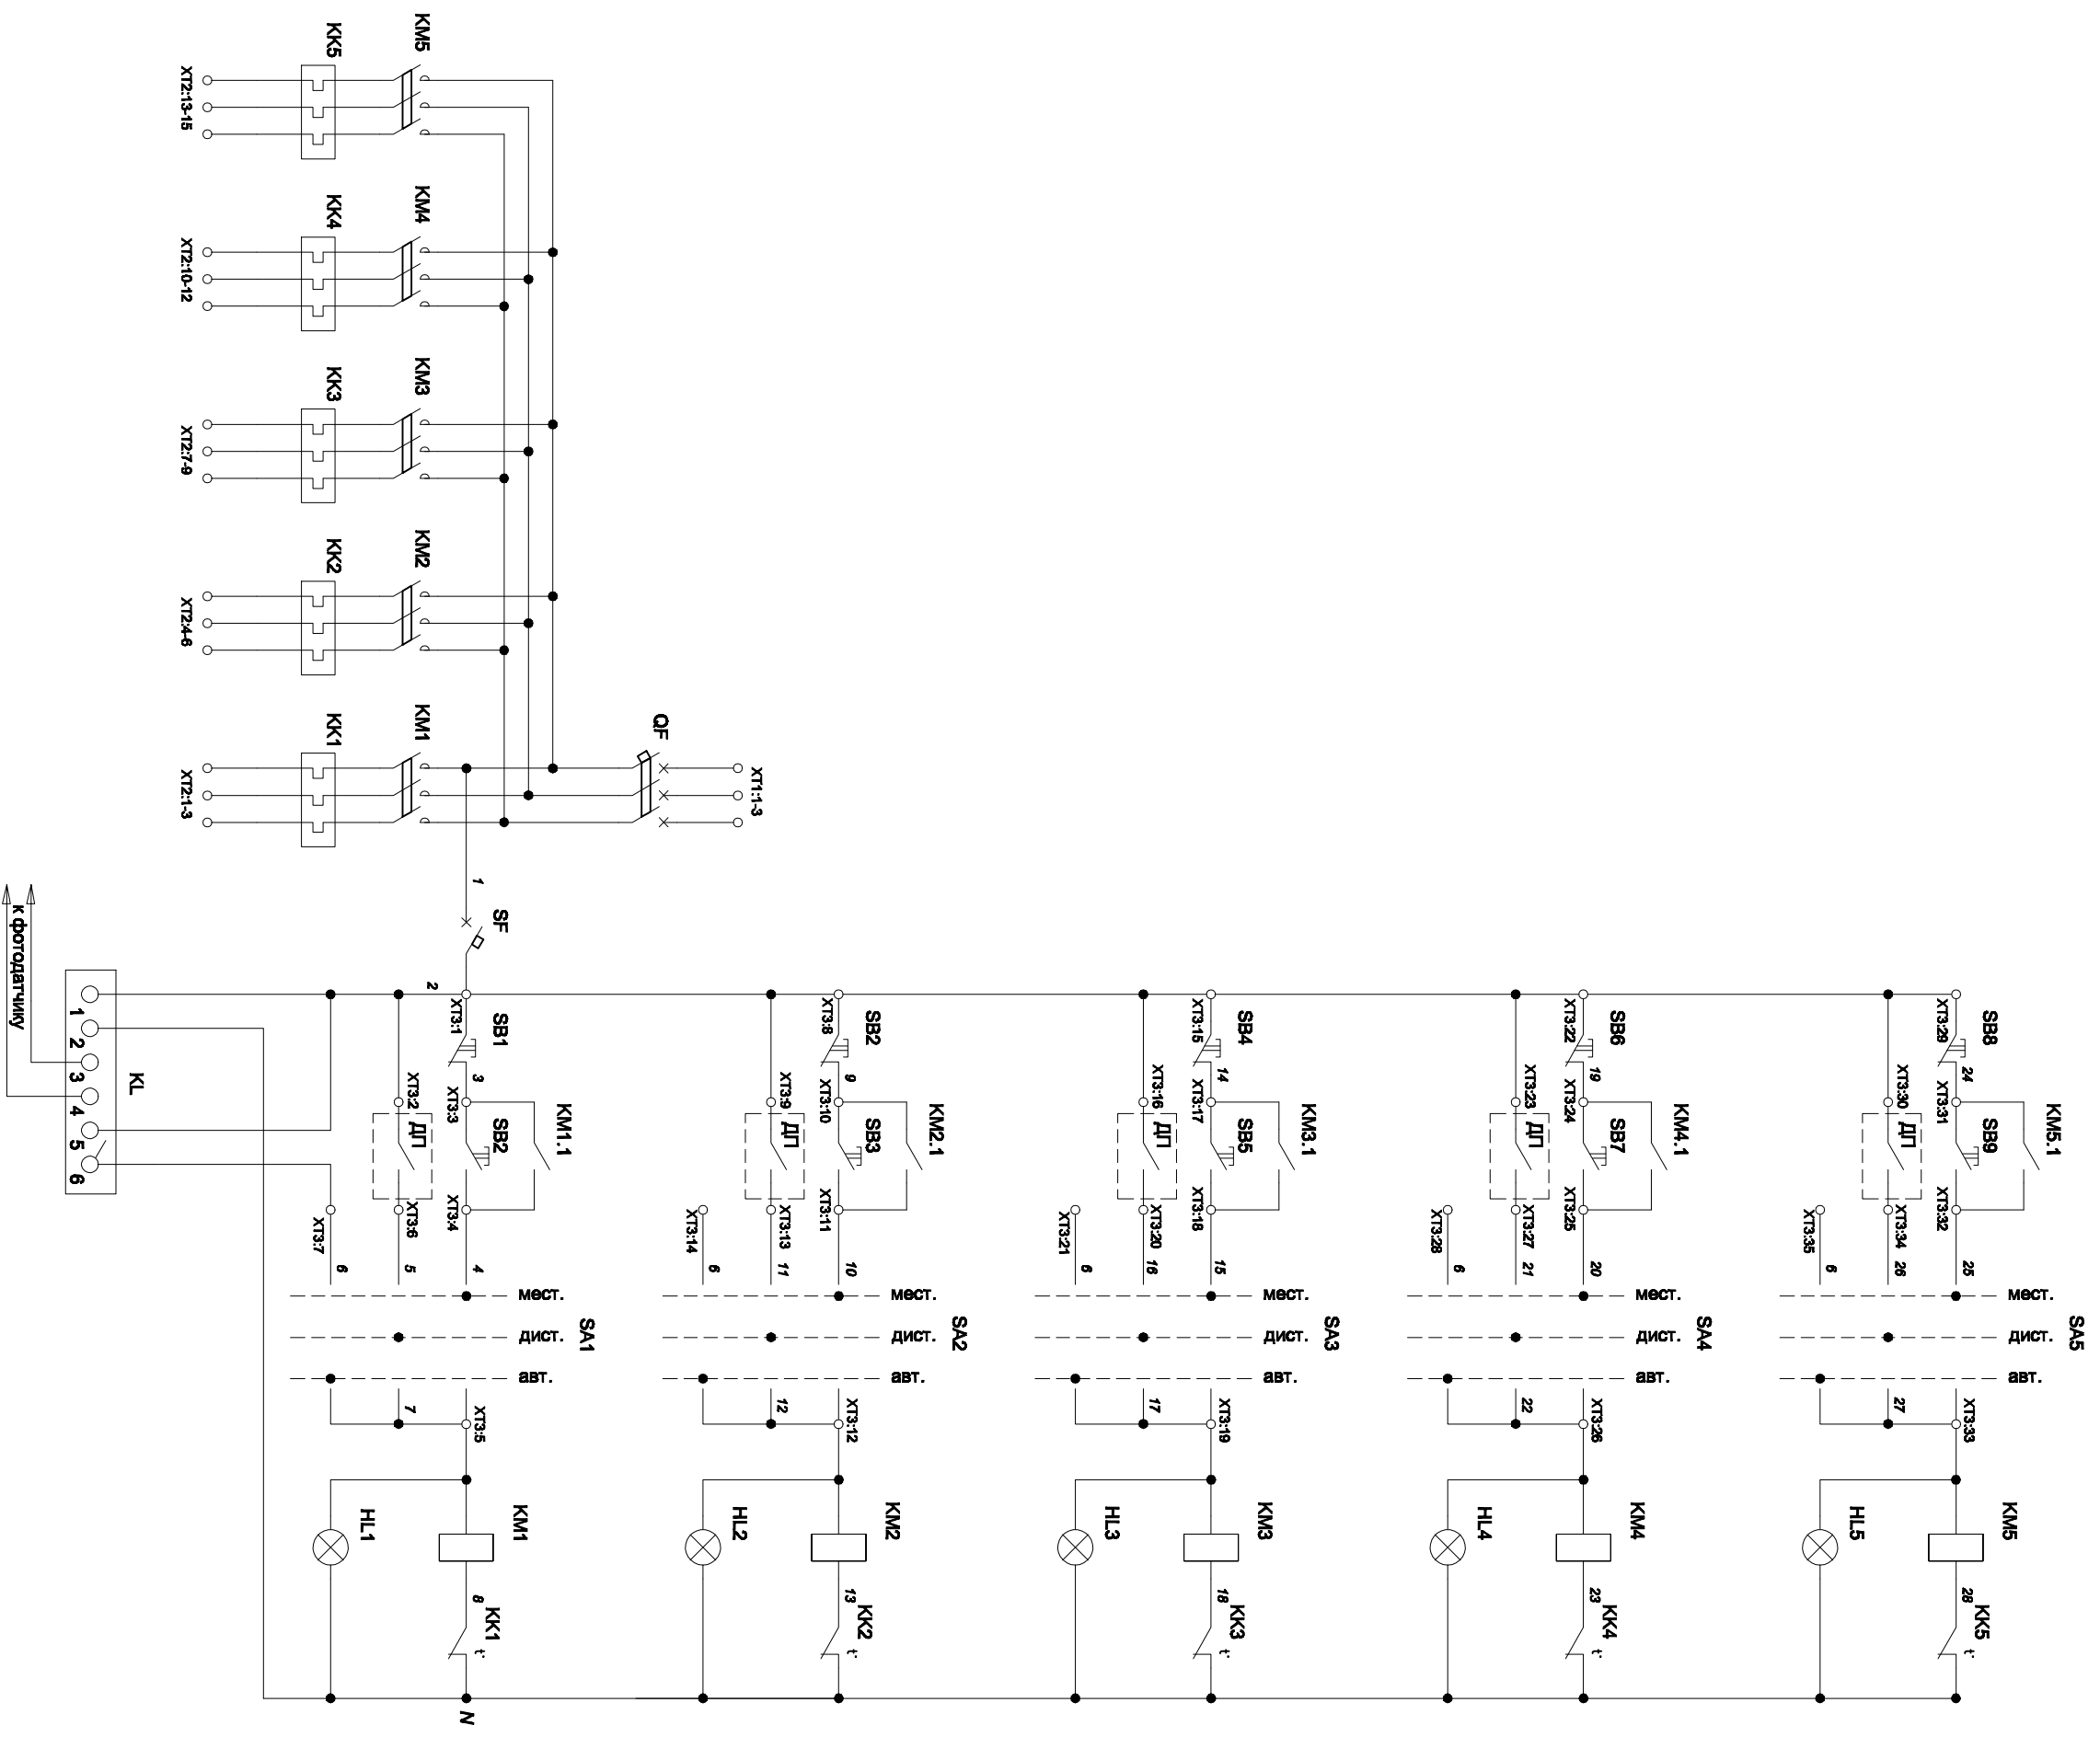 KM5
KK5
XT2:13-15
KM4
KK4
XT2:10-12
KM3
KK3
XT2:7-9
KM2
KK2
XT2:4-6
KM1
KK1
XT2:1-3
QF
XT1:1-3
1
SF
2
к фотодатчику
KL
1
2
3
4
5
6
SB1
XT3:1
3
XT3:3
SB2
KM1.1
XT3:4
4
XT3:2
ДП
XT3:6
5
XT3:7
6
мест.
дист.
авт.
SA1
7
XT3:5
KM1
HL1
8
KK1
t°
N
SB2
XT3:8
9
XT3:10
SB3
KM2.1
XT3:11
10
XT3:9
ДП
XT3:13
11
XT3:14
6
мест.
дист.
авт.
SA2
12
XT3:12
KM2
HL2
13
KK2
t°
SB4
XT3:15
14
XT3:17
SB5
KM3.1
XT3:18
15
XT3:16
ДП
XT3:20
16
XT3:21
6
мест.
дист.
авт.
SA3
17
XT3:19
KM3
HL3
18
KK3
t°
SB6
XT3:22
19
XT3:24
SB7
KM4.1
XT3:25
20
XT3:23
ДП
XT3:27
21
XT3:28
6
мест.
дист.
авт.
SA4
22
XT3:26
KM4
HL4
23
KK4
t°
SB8
XT3:29
24
XT3:31
SB9
KM5.1
XT3:32
25
XT3:30
ДП
XT3:34
26
XT3:35
6
мест.
дист.
авт.
SA5
27
XT3:33
KM5
HL5
28
KK5
t°